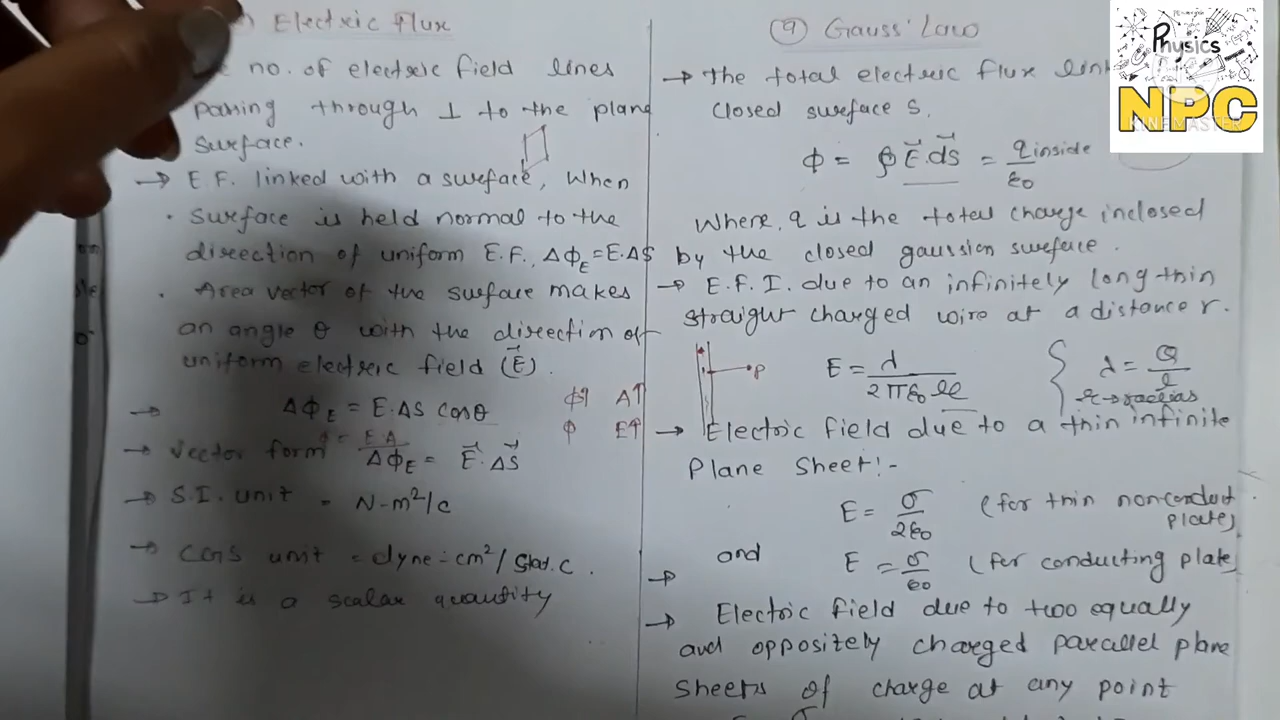 Electric Flux
no. of electric field lines
passing through ⊥ to the plane
surface.
→ E.F. linked with a surface, When
· Surface is held normal to the
direction of uniform E.F., ΔϕE = E.ΔS
· Area vector of the surface makes
an angle θ with the direction of
uniform electric field (E⃗).
→ ΔϕE = E.ΔS cosθ
ϕ↑ A↑
ϕ E↑
→ Vector form ΔϕE = E⃗.ΔS⃗
ϕ = EA
→ S.I. unit = N-m²/C
→ CGS unit = dyne-cm²/stat.C.
→ It is a scalar quantity
⑨ Gauss' Law
→ The total electric flux
closed surface S.
ϕ = ∮E⃗.ds⃗ = q inside / ε0
Where, q is the total charge inclosed
by the closed gaussian surface.
→ E.F.I. due to an infinitely long thin
straight charged wire at a distance r.
P
E = λ / 2πε0 r { λ = Q / l
r → radius
→ Electric field due to a thin infinite
Plane Sheet:-
E = σ / 2ε0 (for thin nonconduct
plate)
and E = σ / ε0 (for conducting plate)
→
→ Electric field due to two equally
and oppositely charged parallel plane
sheets of charge at any point
Physics
NPC
KINEMASTER